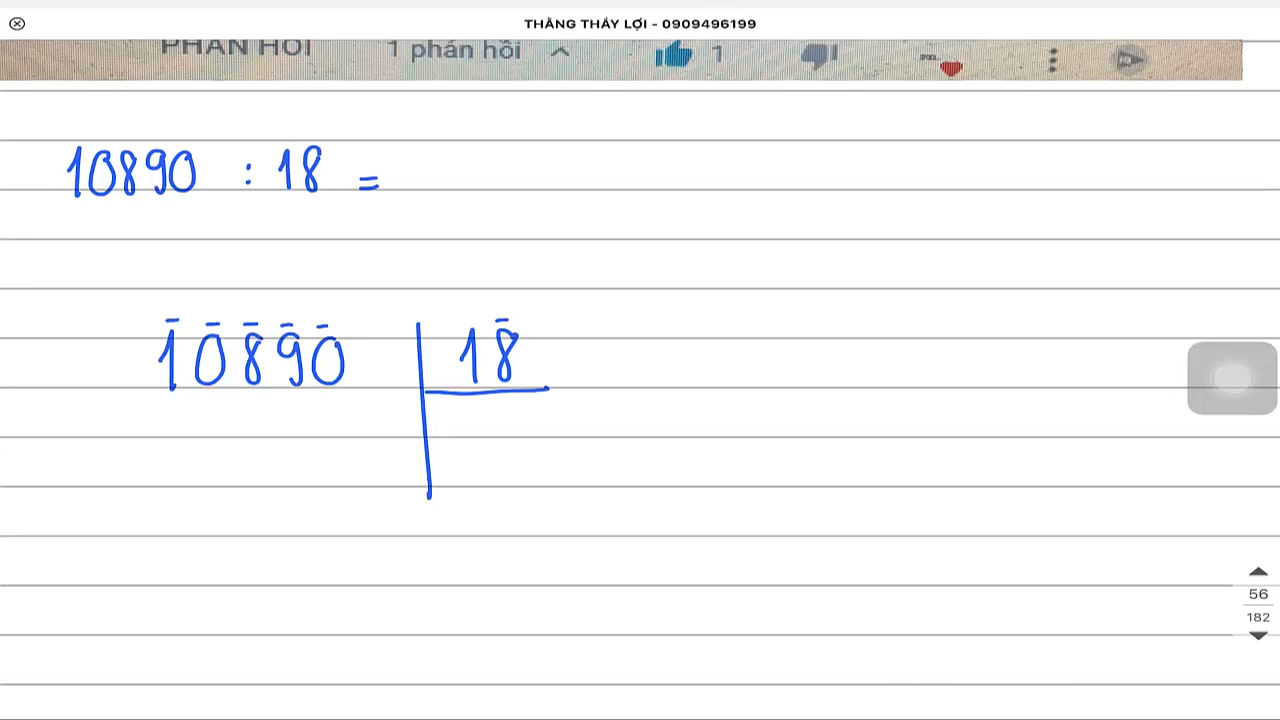 THẦNG THẦY LỢI - 0909496199
PHẢN HỒI 1 phản hồi 1
10890 : 18 =
10890 18
56
182